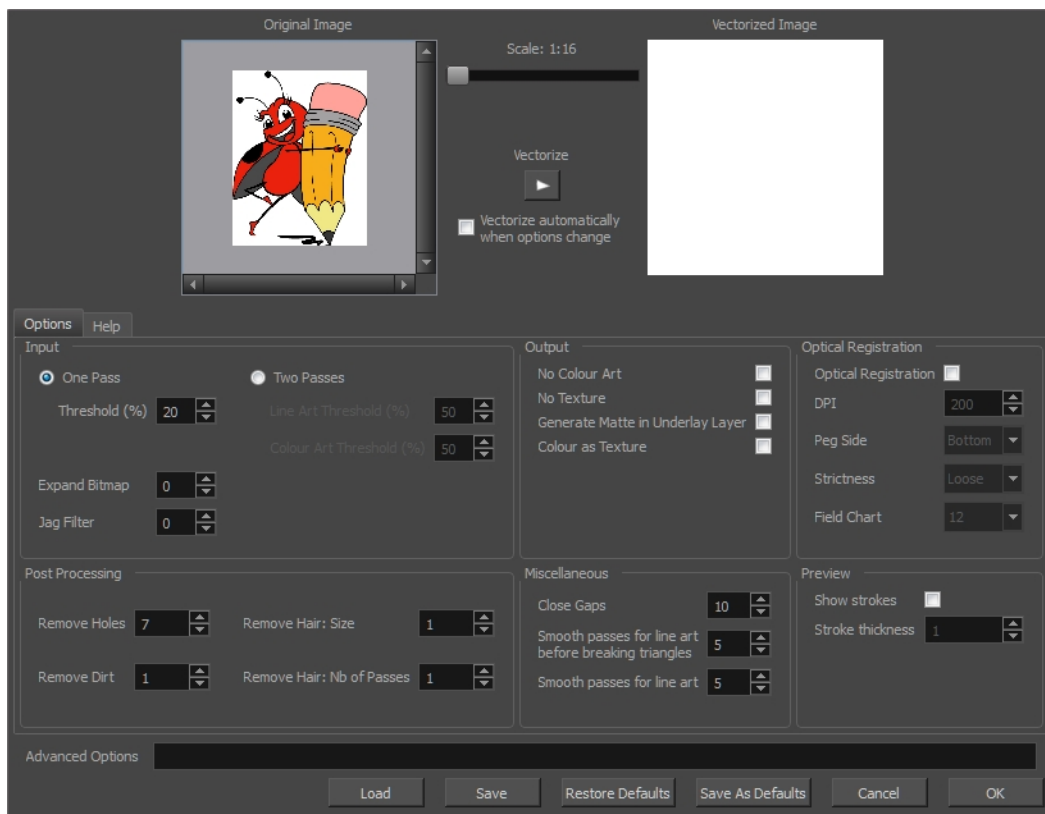 Original Image
Vectorized Image
Scale: 1:16
Vectorize
Vectorize automatically
when options change
Options
Help
Input
One Pass
Two Passes
Threshold (%) 20
Line Art Threshold (%) 50
Colour Art Threshold (%) 50
Expand Bitmap 0
Jag Filter 0
Output
No Colour Art
No Texture
Generate Matte in Underlay Layer
Colour as Texture
Optical Registration
Optical Registration
DPI 200
Peg Side Bottom
Strictness Loose
Field Chart 12
Post Processing
Remove Holes 7
Remove Hair: Size 1
Remove Dirt 1
Remove Hair: Nb of Passes 1
Miscellaneous
Close Gaps 10
Smooth passes for line art
before breaking triangles 5
Smooth passes for line art 5
Preview
Show strokes
Stroke thickness 1
Advanced Options
Load
Save
Restore Defaults
Save As Defaults
Cancel
OK